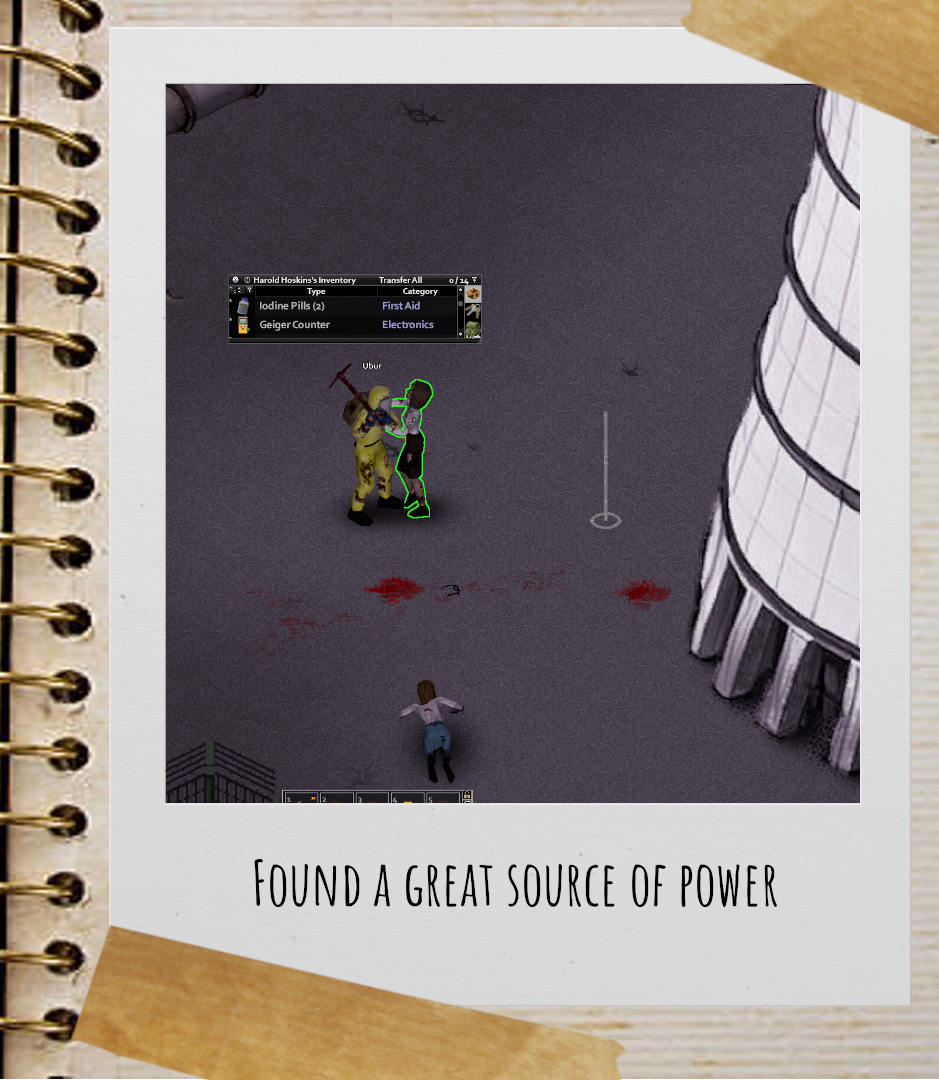 Harold Hoskins's Inventory Transfer All 0 / 24
Type Category
Iodine Pills (2) First Aid
Geiger Counter Electronics
Ubur
1 2 3 4 5
Found a great source of power